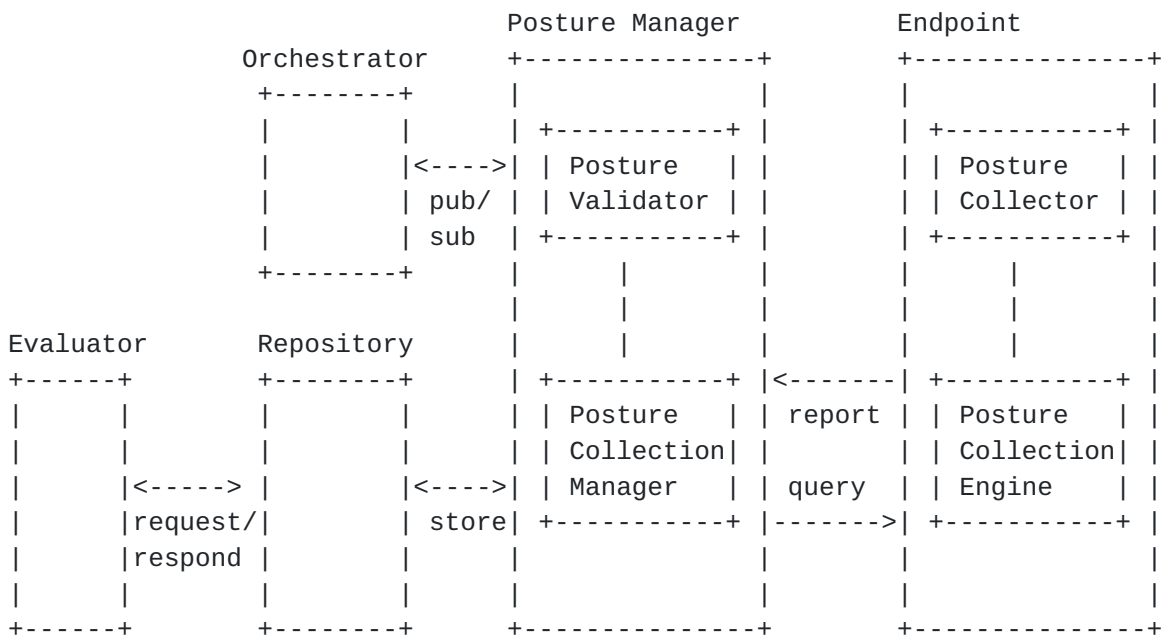 Posture Manager Endpoint
Orchestrator +---------------+ +---------------+
+--------+ | | | |
| | | +-----------+ | | +-----------+ |
| |<---->| | Posture | | | | Posture | |
| | pub/ | | Validator | | | | Collector | |
| | sub | +-----------+ | | +-----------+ |
+--------+ | | | | | |
| | | | | |
Evaluator Repository | | | | | |
+------+ +--------+ | +-----------+ |<-------| +-----------+ |
| | | | | | Posture | | report | | Posture | |
| | | | | | Collection| | | | Collection| |
| |<-----> | |<---->| | Manager | | query | | Engine | |
| |request/| | store| +-----------+ |------->| +-----------+ |
| |respond | | | | | |
| | | | | | | |
+------+ +--------+ +---------------+ +---------------+